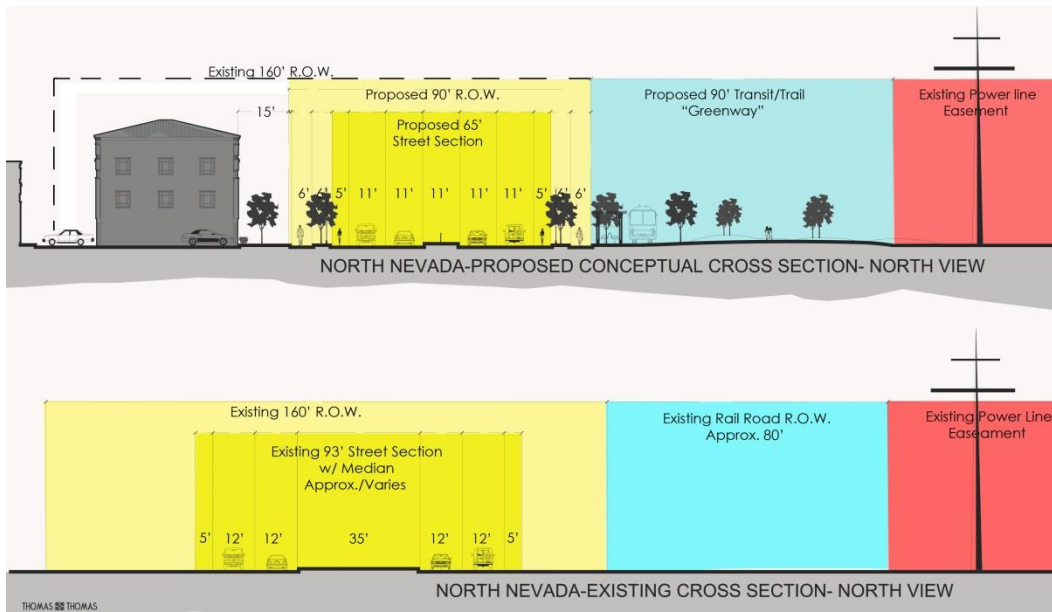 Existing 160' R.O.W.
Proposed 90' R.O.W.
Proposed 90' Transit/Trail
"Greenway"
Existing Power line
Easement
15'
Proposed 65'
Street Section
6' 6' 5' 11' 11' 11' 11' 11' 5' 6' 6'
NORTH NEVADA-PROPOSED CONCEPTUAL CROSS SECTION- NORTH VIEW
Existing 160' R.O.W.
Existing Rail Road R.O.W.
Approx. 80'
Existing Power Line
Easeament
Existing 93' Street Section
w/ Median
Approx./Varies
5' 12' 12' 35' 12' 12' 5'
NORTH NEVADA-EXISTING CROSS SECTION- NORTH VIEW
THOMAS THOMAS